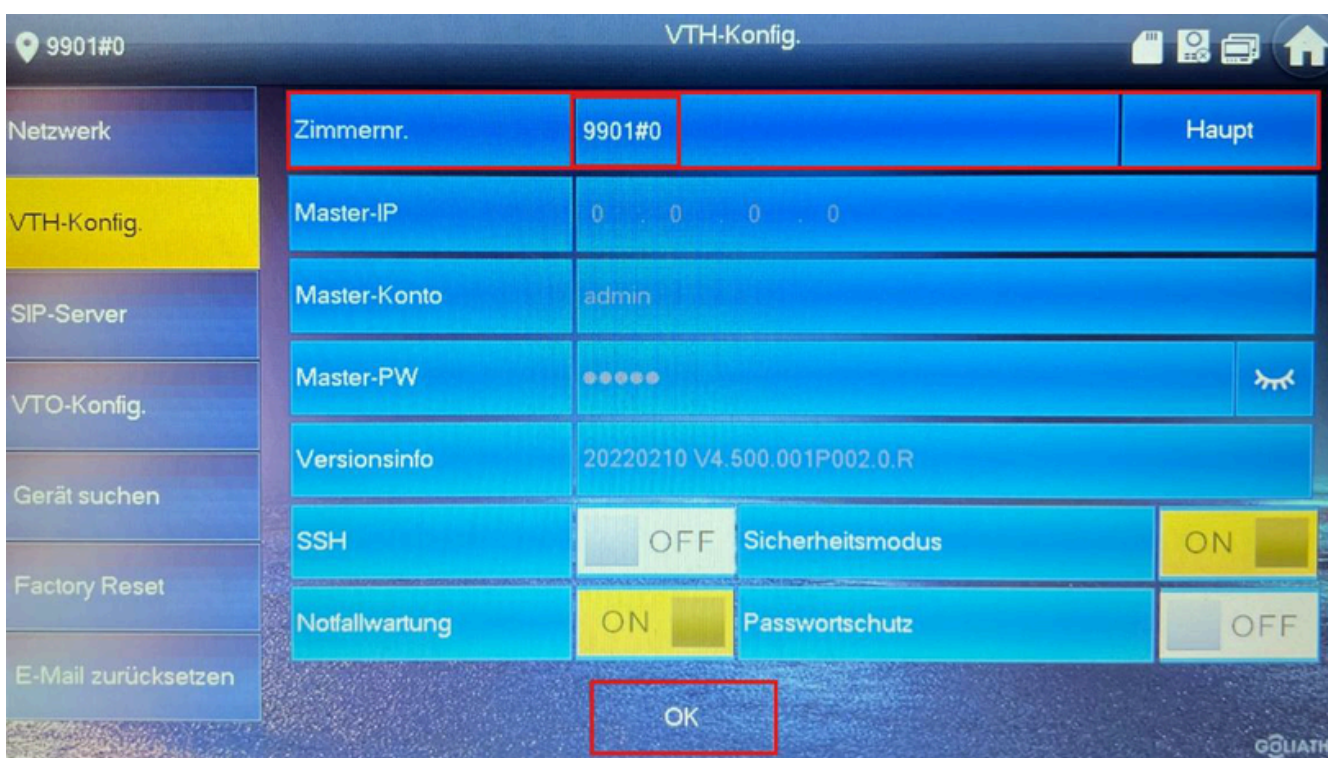 9901#0
VTH-Konfig.
Netzwerk
Zimmernr. 9901#0 Haupt
VTH-Konfig.
Master-IP 0 . 0 . 0 . 0
SIP-Server
Master-Konto admin
VTO-Konfig.
Master-PW
Gerät suchen
Versionsinfo 20220210 V4.500.001P002.0.R
Factory Reset
SSH OFF Sicherheitsmodus ON
E-Mail zurücksetzen
Notfallwartung ON Passwortschutz OFF
OK
GOLIATH